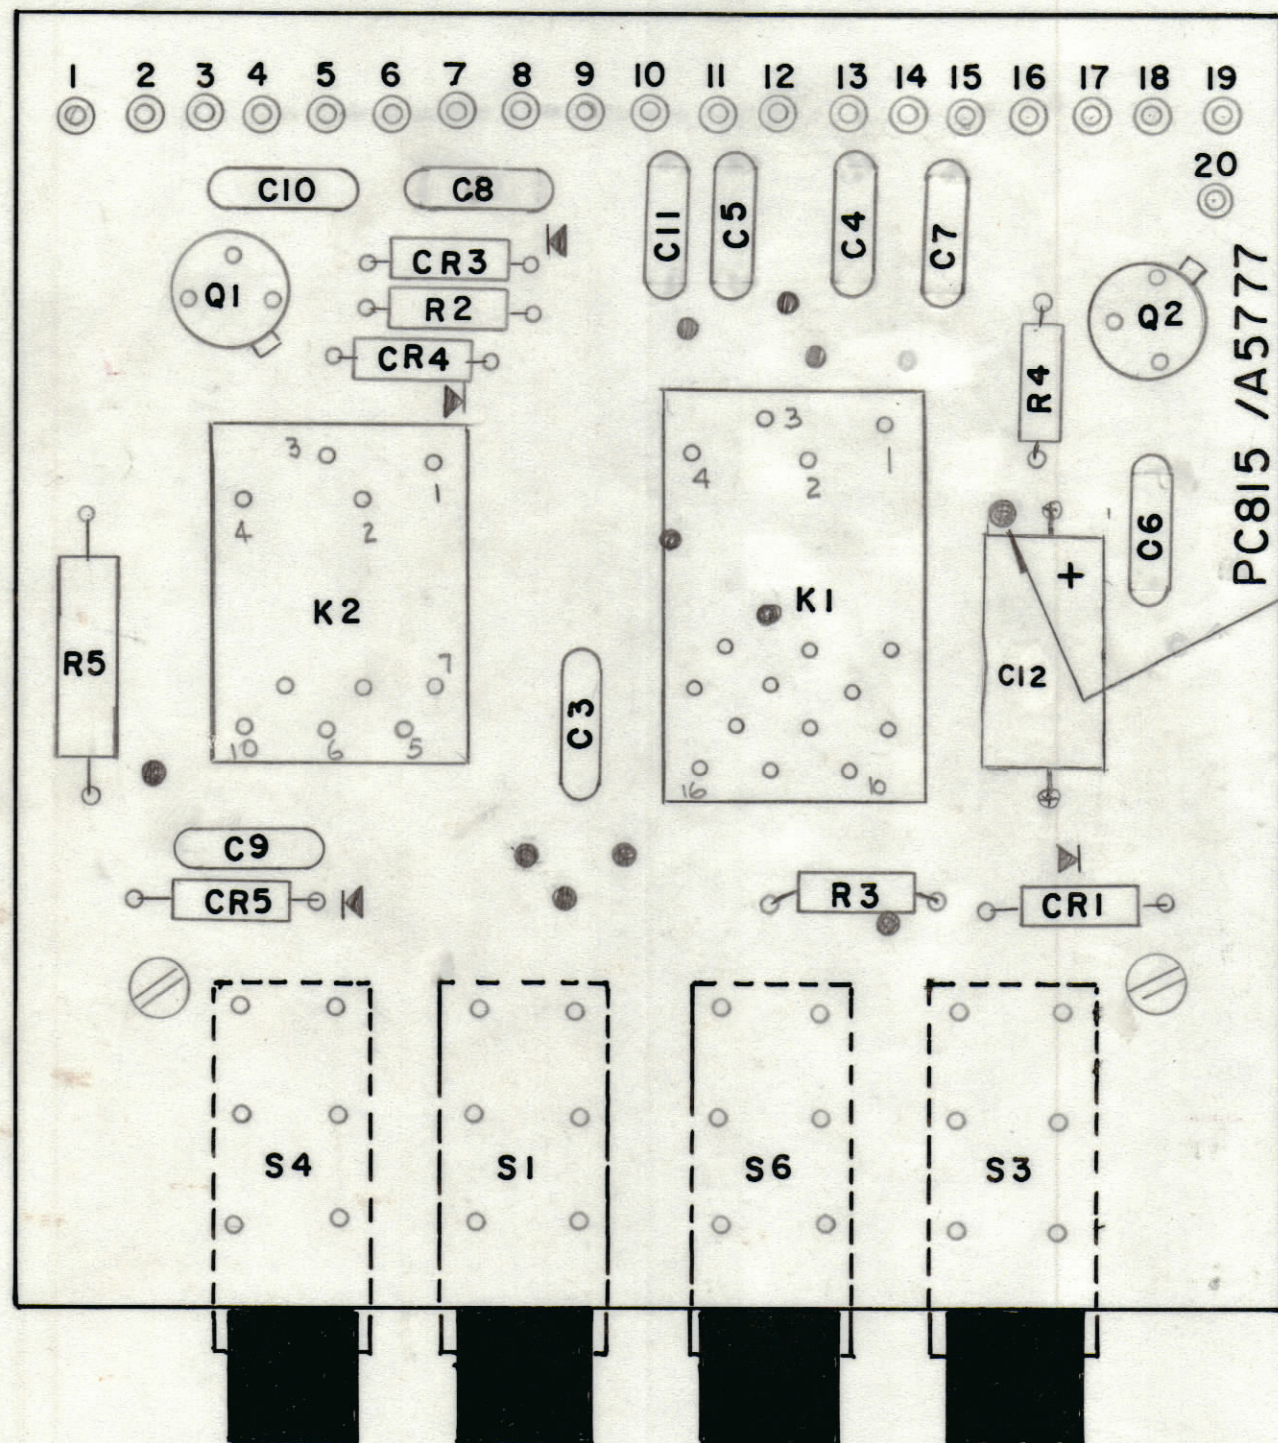 1 2 3 4 5 6 7 8 9 10 11 12 13 14 15 16 17 18 19
20
C10 C8 C11 C5 C4 C7
Q1 CR3 Q2
R2
CR4 R4
PC815 /A5777
3 1 3 1
4 2 4 2
C6
+
K2 K1
R5 C12
7
C3
10 6 5 16 10
C9
CR5 R3 CR1
S4 S1 S6 S3